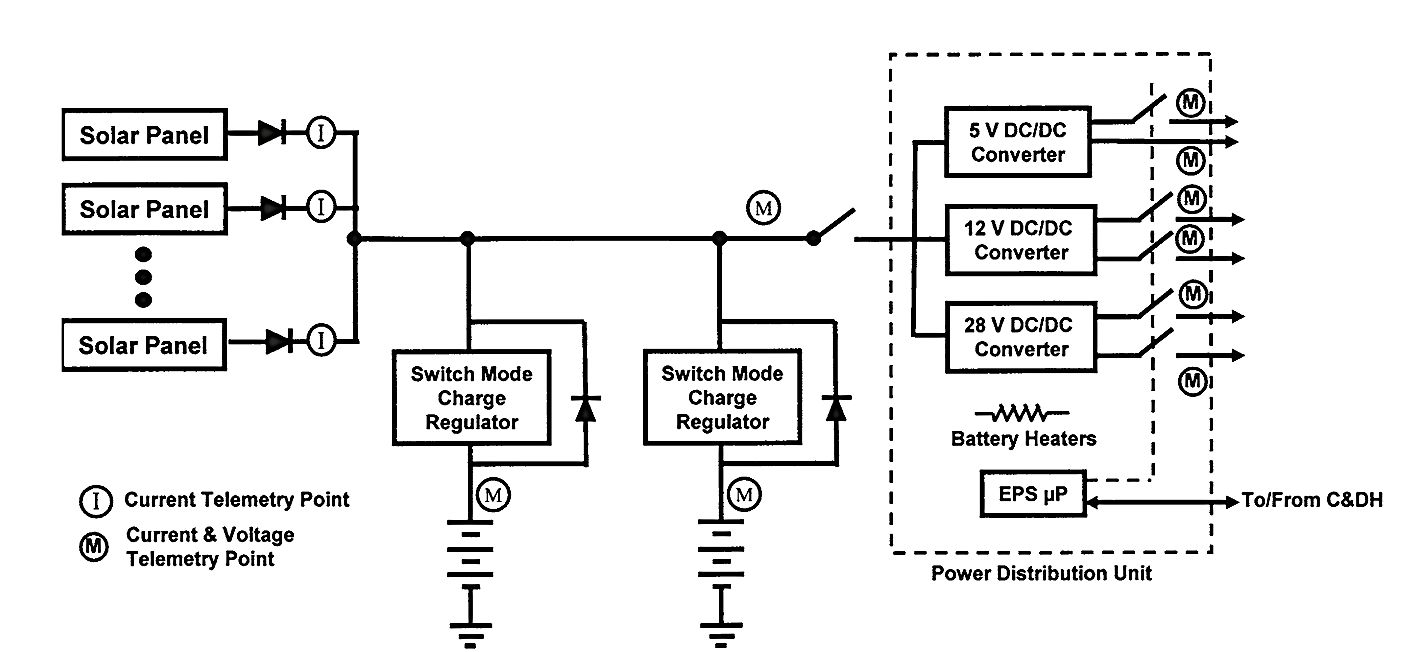 Solar Panel
I
Solar Panel
I
Solar Panel
I
M
5 V DC/DC
Converter
M
M
12 V DC/DC
Converter
M
M
28 V DC/DC
Converter
M
M
Switch Mode
Charge
Regulator
M
Switch Mode
Charge
Regulator
M
Battery Heaters
EPS µP
To/From C&DH
Power Distribution Unit
I Current Telemetry Point
M Current & Voltage
Telemetry Point